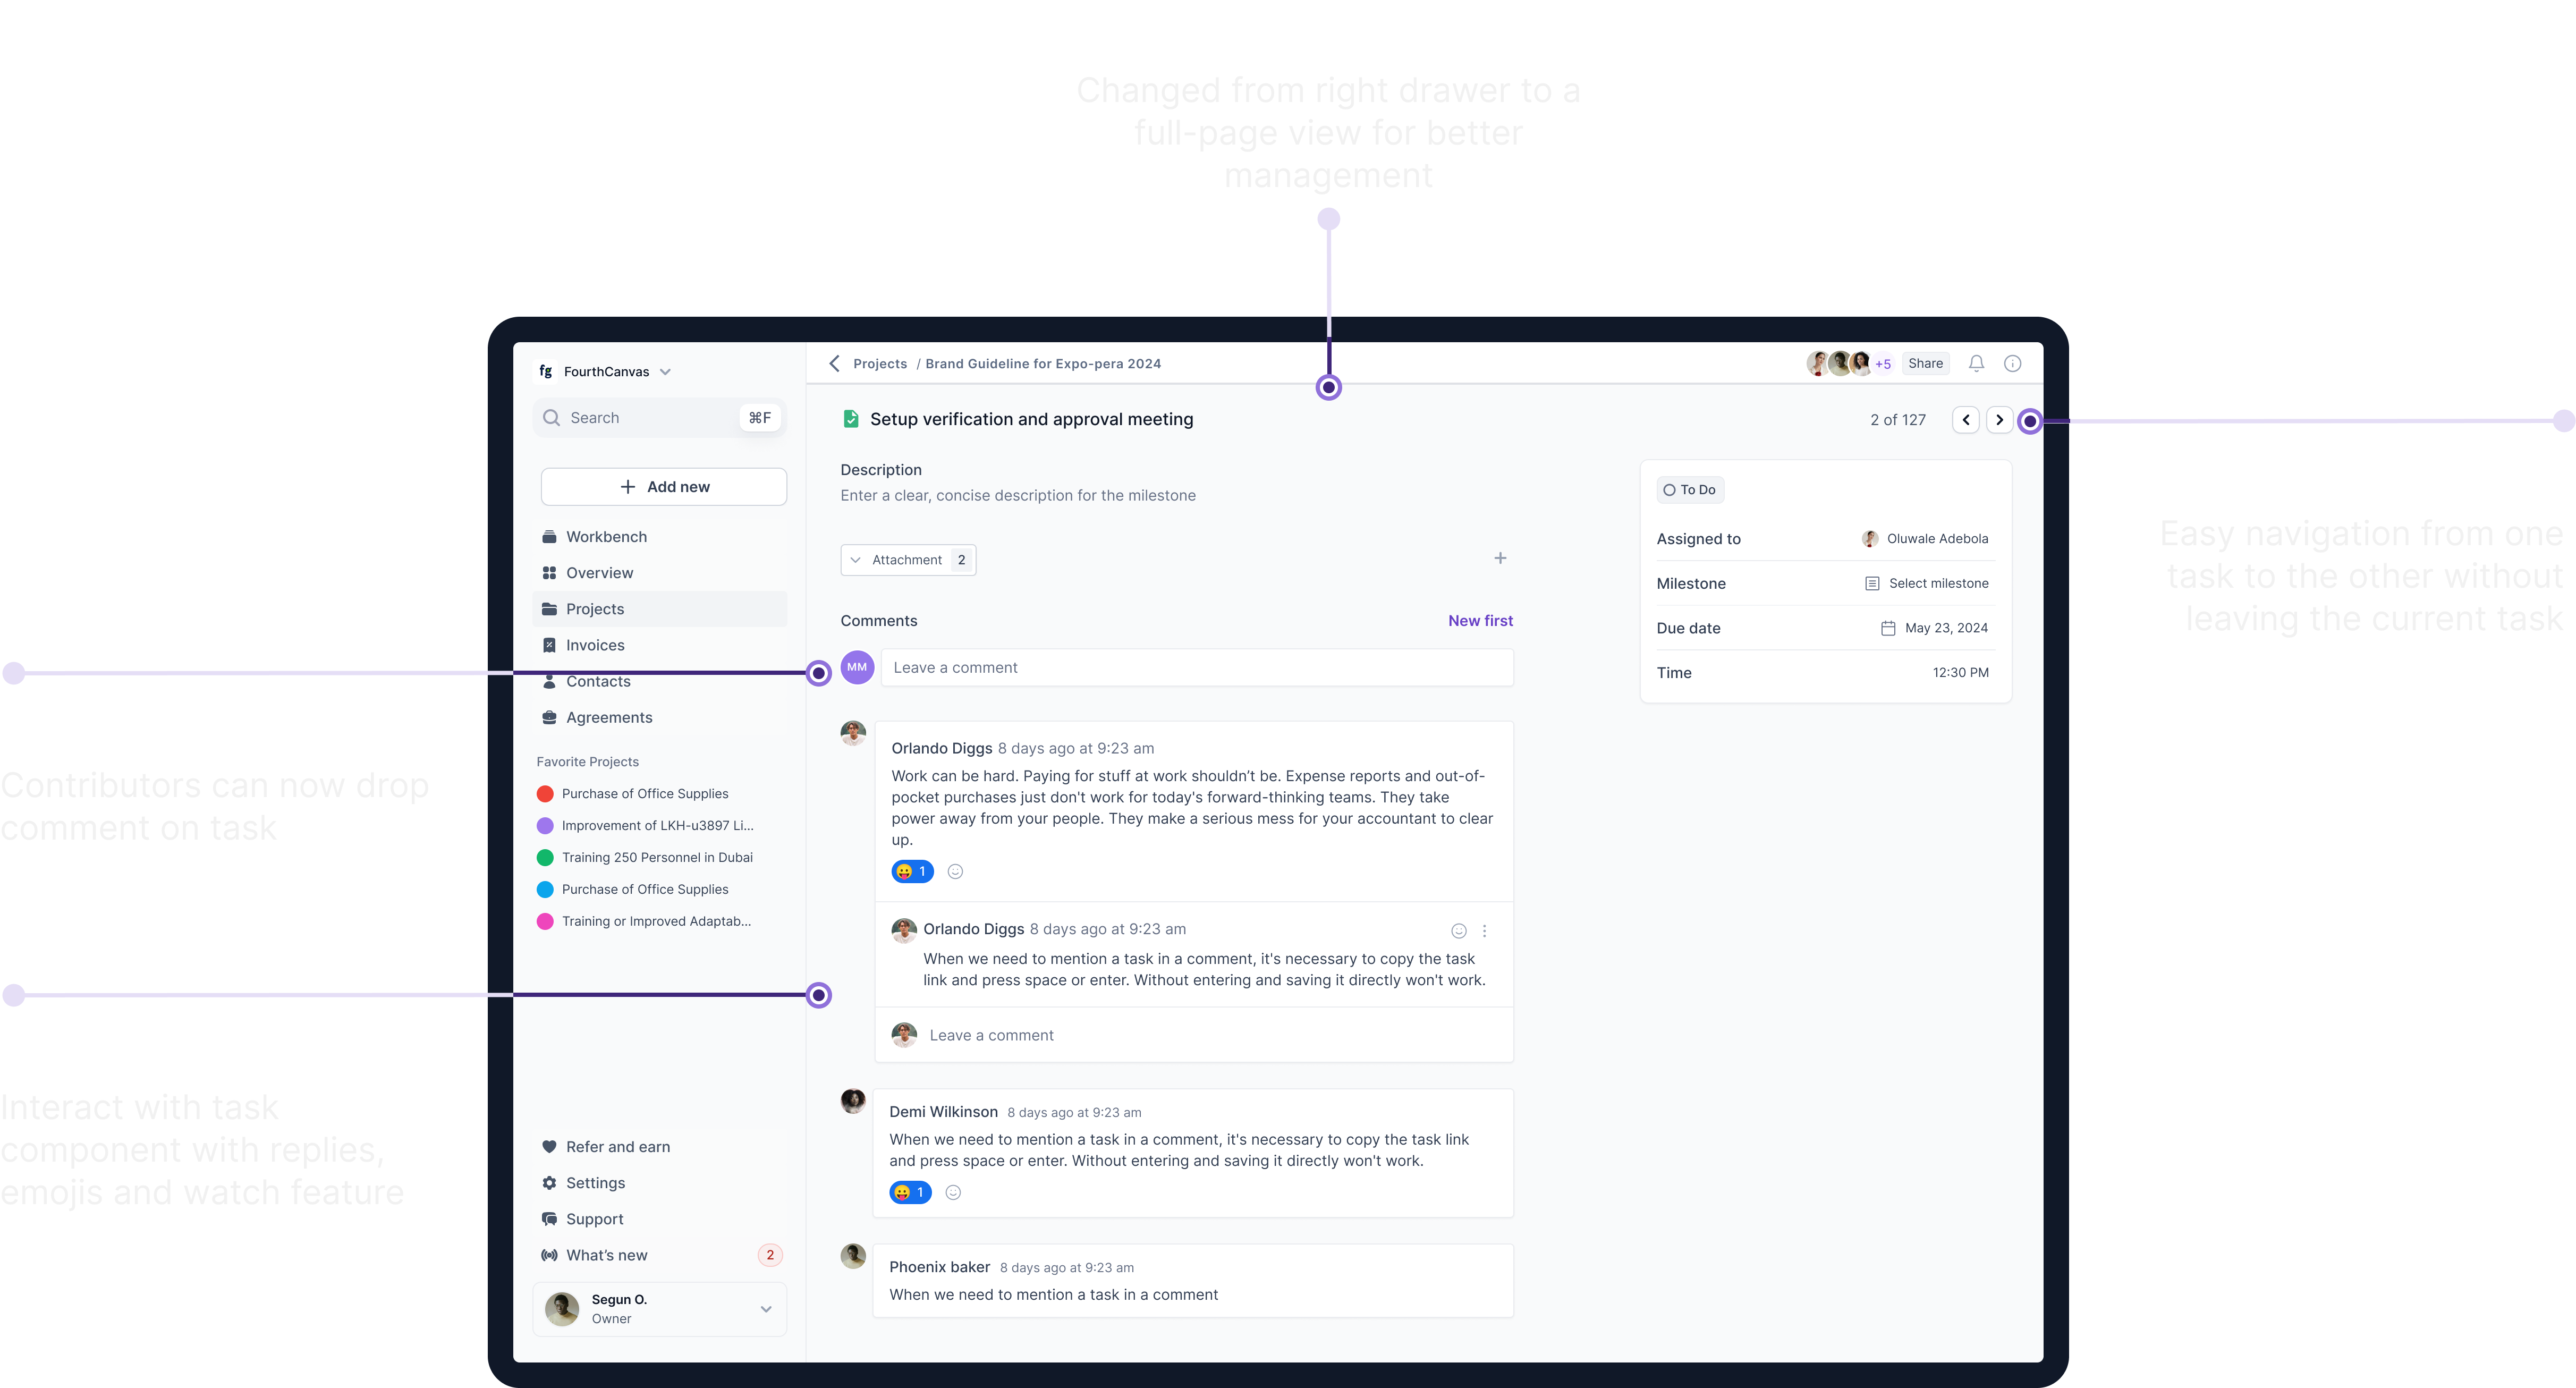 Changed from right drawer to a
full-page view for better
management
fg FourthCanvas
Search ⌘F
Add new
Workbench
Overview
Projects
Invoices
Contacts
Agreements
Favorite Projects
Purchase of Office Supplies
Improvement of LKH-u3897 Li...
Training 250 Personnel in Dubai
Purchase of Office Supplies
Training or Improved Adaptab...
Refer and earn
Settings
Support
What’s new 2
Segun O.
Owner
Projects / Brand Guideline for Expo-pera 2024
+5 Share
Setup verification and approval meeting
2 of 127
Description
Enter a clear, concise description for the milestone
Attachment 2
Comments New first
MM Leave a comment
Orlando Diggs 8 days ago at 9:23 am
Work can be hard. Paying for stuff at work shouldn’t be. Expense reports and out-of-
pocket purchases just don't work for today's forward-thinking teams. They take
power away from your people. They make a serious mess for your accountant to clear
up.
1
Orlando Diggs 8 days ago at 9:23 am
When we need to mention a task in a comment, it's necessary to copy the task
link and press space or enter. Without entering and saving it directly won't work.
Leave a comment
Demi Wilkinson 8 days ago at 9:23 am
When we need to mention a task in a comment, it's necessary to copy the task link
and press space or enter. Without entering and saving it directly won't work.
1
Phoenix baker 8 days ago at 9:23 am
When we need to mention a task in a comment
To Do
Assigned to Oluwale Adebola
Milestone Select milestone
Due date May 23, 2024
Time 12:30 PM
Easy navigation from one
task to the other without
leaving the current task
Contributors can now drop
comment on task
Interact with task
component with replies,
emojis and watch feature